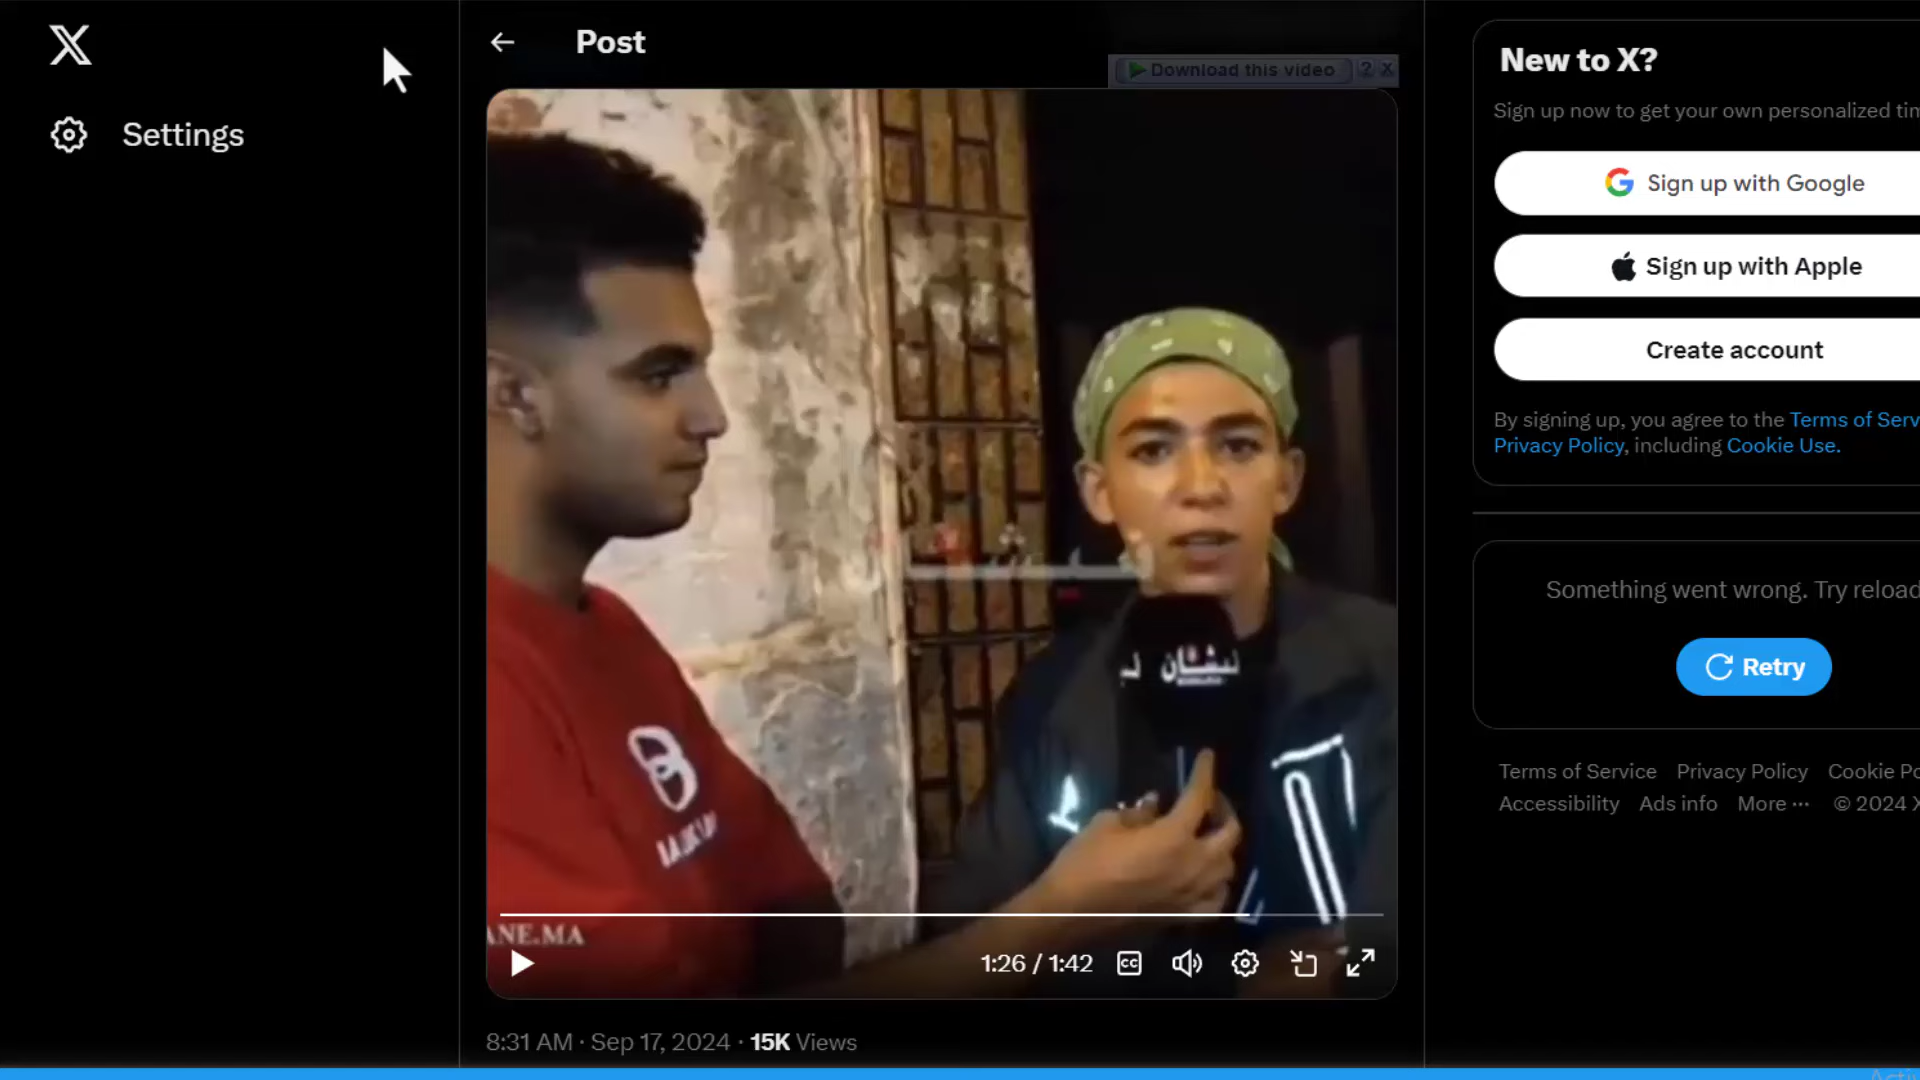 Post
Settings
Download this video
?
X
New to X?
Sign up now to get your own personalized tim
Sign up with Google
Sign up with Apple
Create account
By signing up, you agree to the Terms of Serv
Privacy Policy, including Cookie Use.
Something went wrong. Try reload
Retry
Terms of Service Privacy Policy Cookie Po
Accessibility Ads info More ··· © 2024 X
نيشان
ANE.MA
1:26 / 1:42
CC
8:31 AM · Sep 17, 2024 · 15K Views